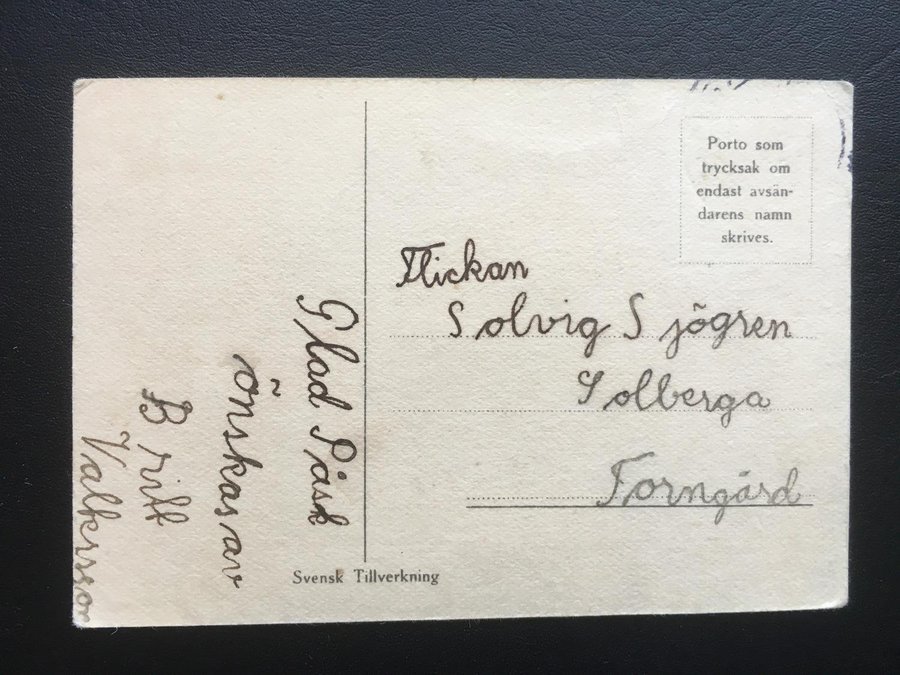 Porto som
trycksak om
endast avsän-
darens namn
skrives.
Flickan
Solvig Sjögren
Solberga
Torngård
Glad Påsk
önskas av
Britt
Svensk Tillverkning